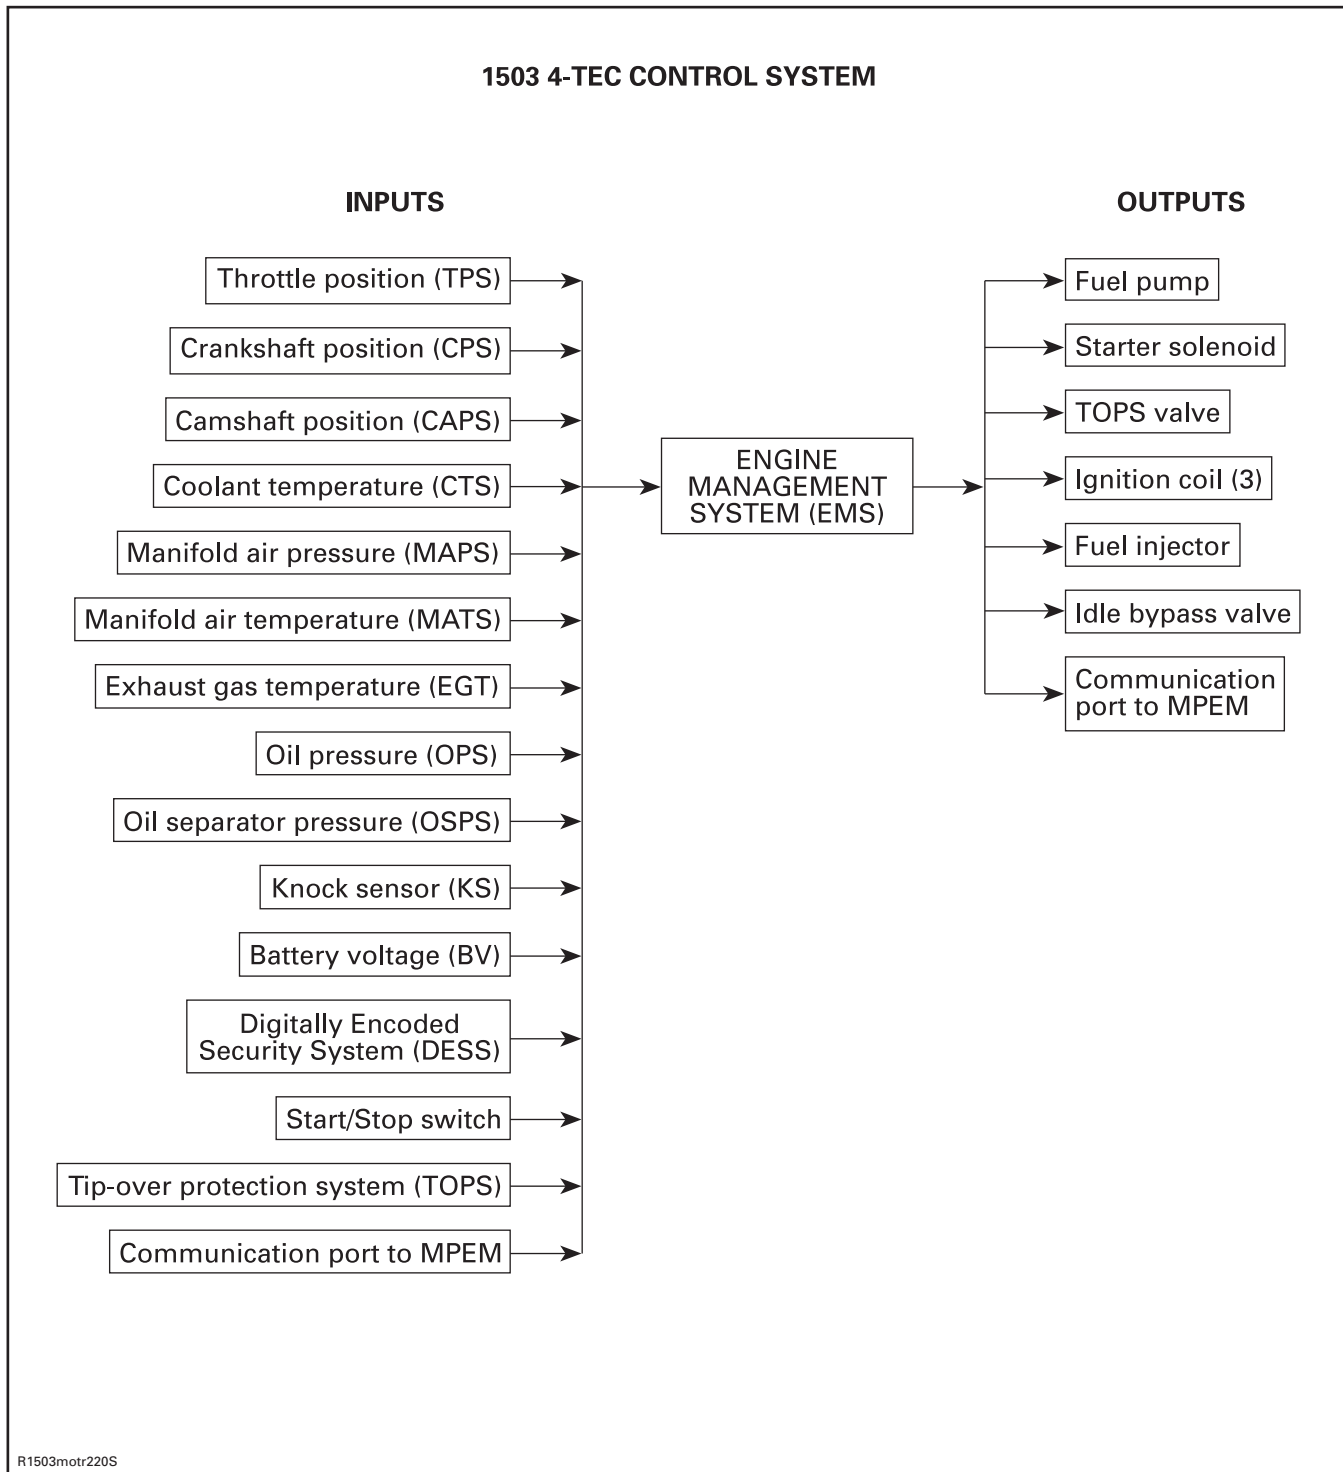 1503 4-TEC CONTROL SYSTEM
INPUTS
Throttle position (TPS)
Crankshaft position (CPS)
Camshaft position (CAPS)
Coolant temperature (CTS)
Manifold air pressure (MAPS)
Manifold air temperature (MATS)
Exhaust gas temperature (EGT)
Oil pressure (OPS)
Oil separator pressure (OSPS)
Knock sensor (KS)
Battery voltage (BV)
Digitally Encoded
Security System (DESS)
Start/Stop switch
Tip-over protection system (TOPS)
Communication port to MPEM
ENGINE
MANAGEMENT
SYSTEM (EMS)
OUTPUTS
Fuel pump
Starter solenoid
TOPS valve
Ignition coil (3)
Fuel injector
Idle bypass valve
Communication
port to MPEM
R1503motr220S